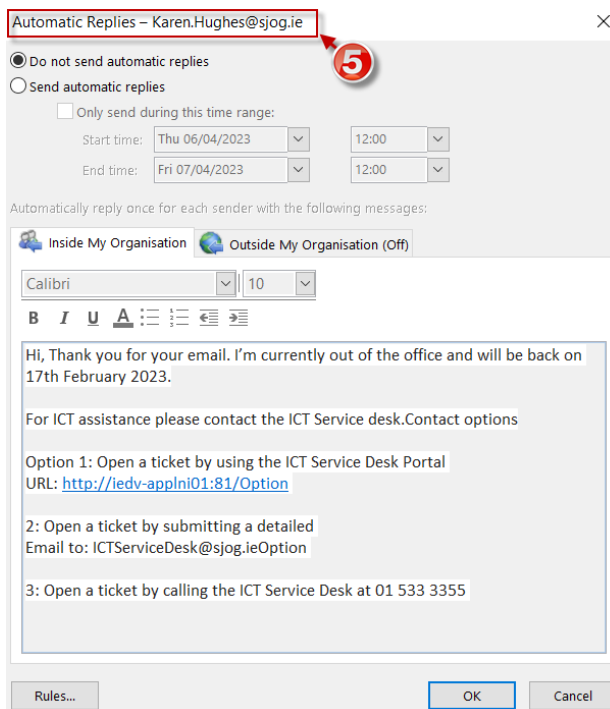 Automatic Replies – Karen.Hughes@sjog.ie
5
Do not send automatic replies
Send automatic replies
Only send during this time range:
Start time: Thu 06/04/2023 12:00
End time: Fri 07/04/2023 12:00
Automatically reply once for each sender with the following messages:
Inside My Organisation Outside My Organisation (Off)
Calibri 10
B I U A
Hi, Thank you for your email. I'm currently out of the office and will be back on
17th February 2023.
For ICT assistance please contact the ICT Service desk.Contact options
Option 1: Open a ticket by using the ICT Service Desk Portal
URL: http://iedv-applni01:81/Option
2: Open a ticket by submitting a detailed
Email to: ICTServiceDesk@sjog.ieOption
3: Open a ticket by calling the ICT Service Desk at 01 533 3355
Rules... OK Cancel